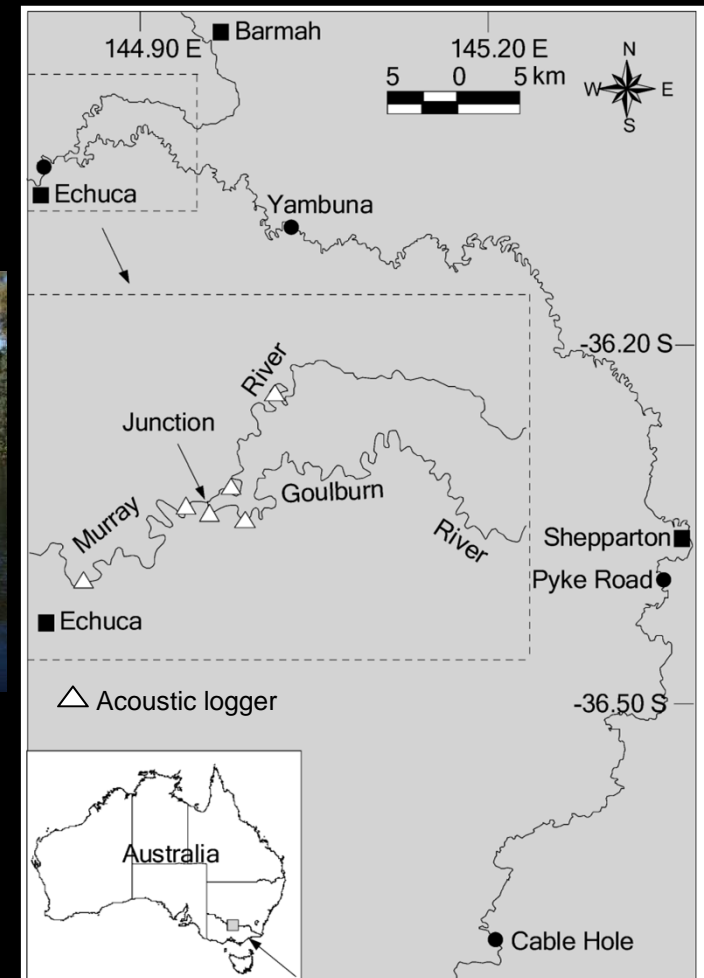 Barmah
144.90 E
145.20 E
5 0 5 km
N
W E
S
Echuca
Yambuna
-36.20 S
River
Junction
Goulburn
Murray
River
Shepparton
Pyke Road
Echuca
-36.50 S
Acoustic logger
Australia
Cable Hole